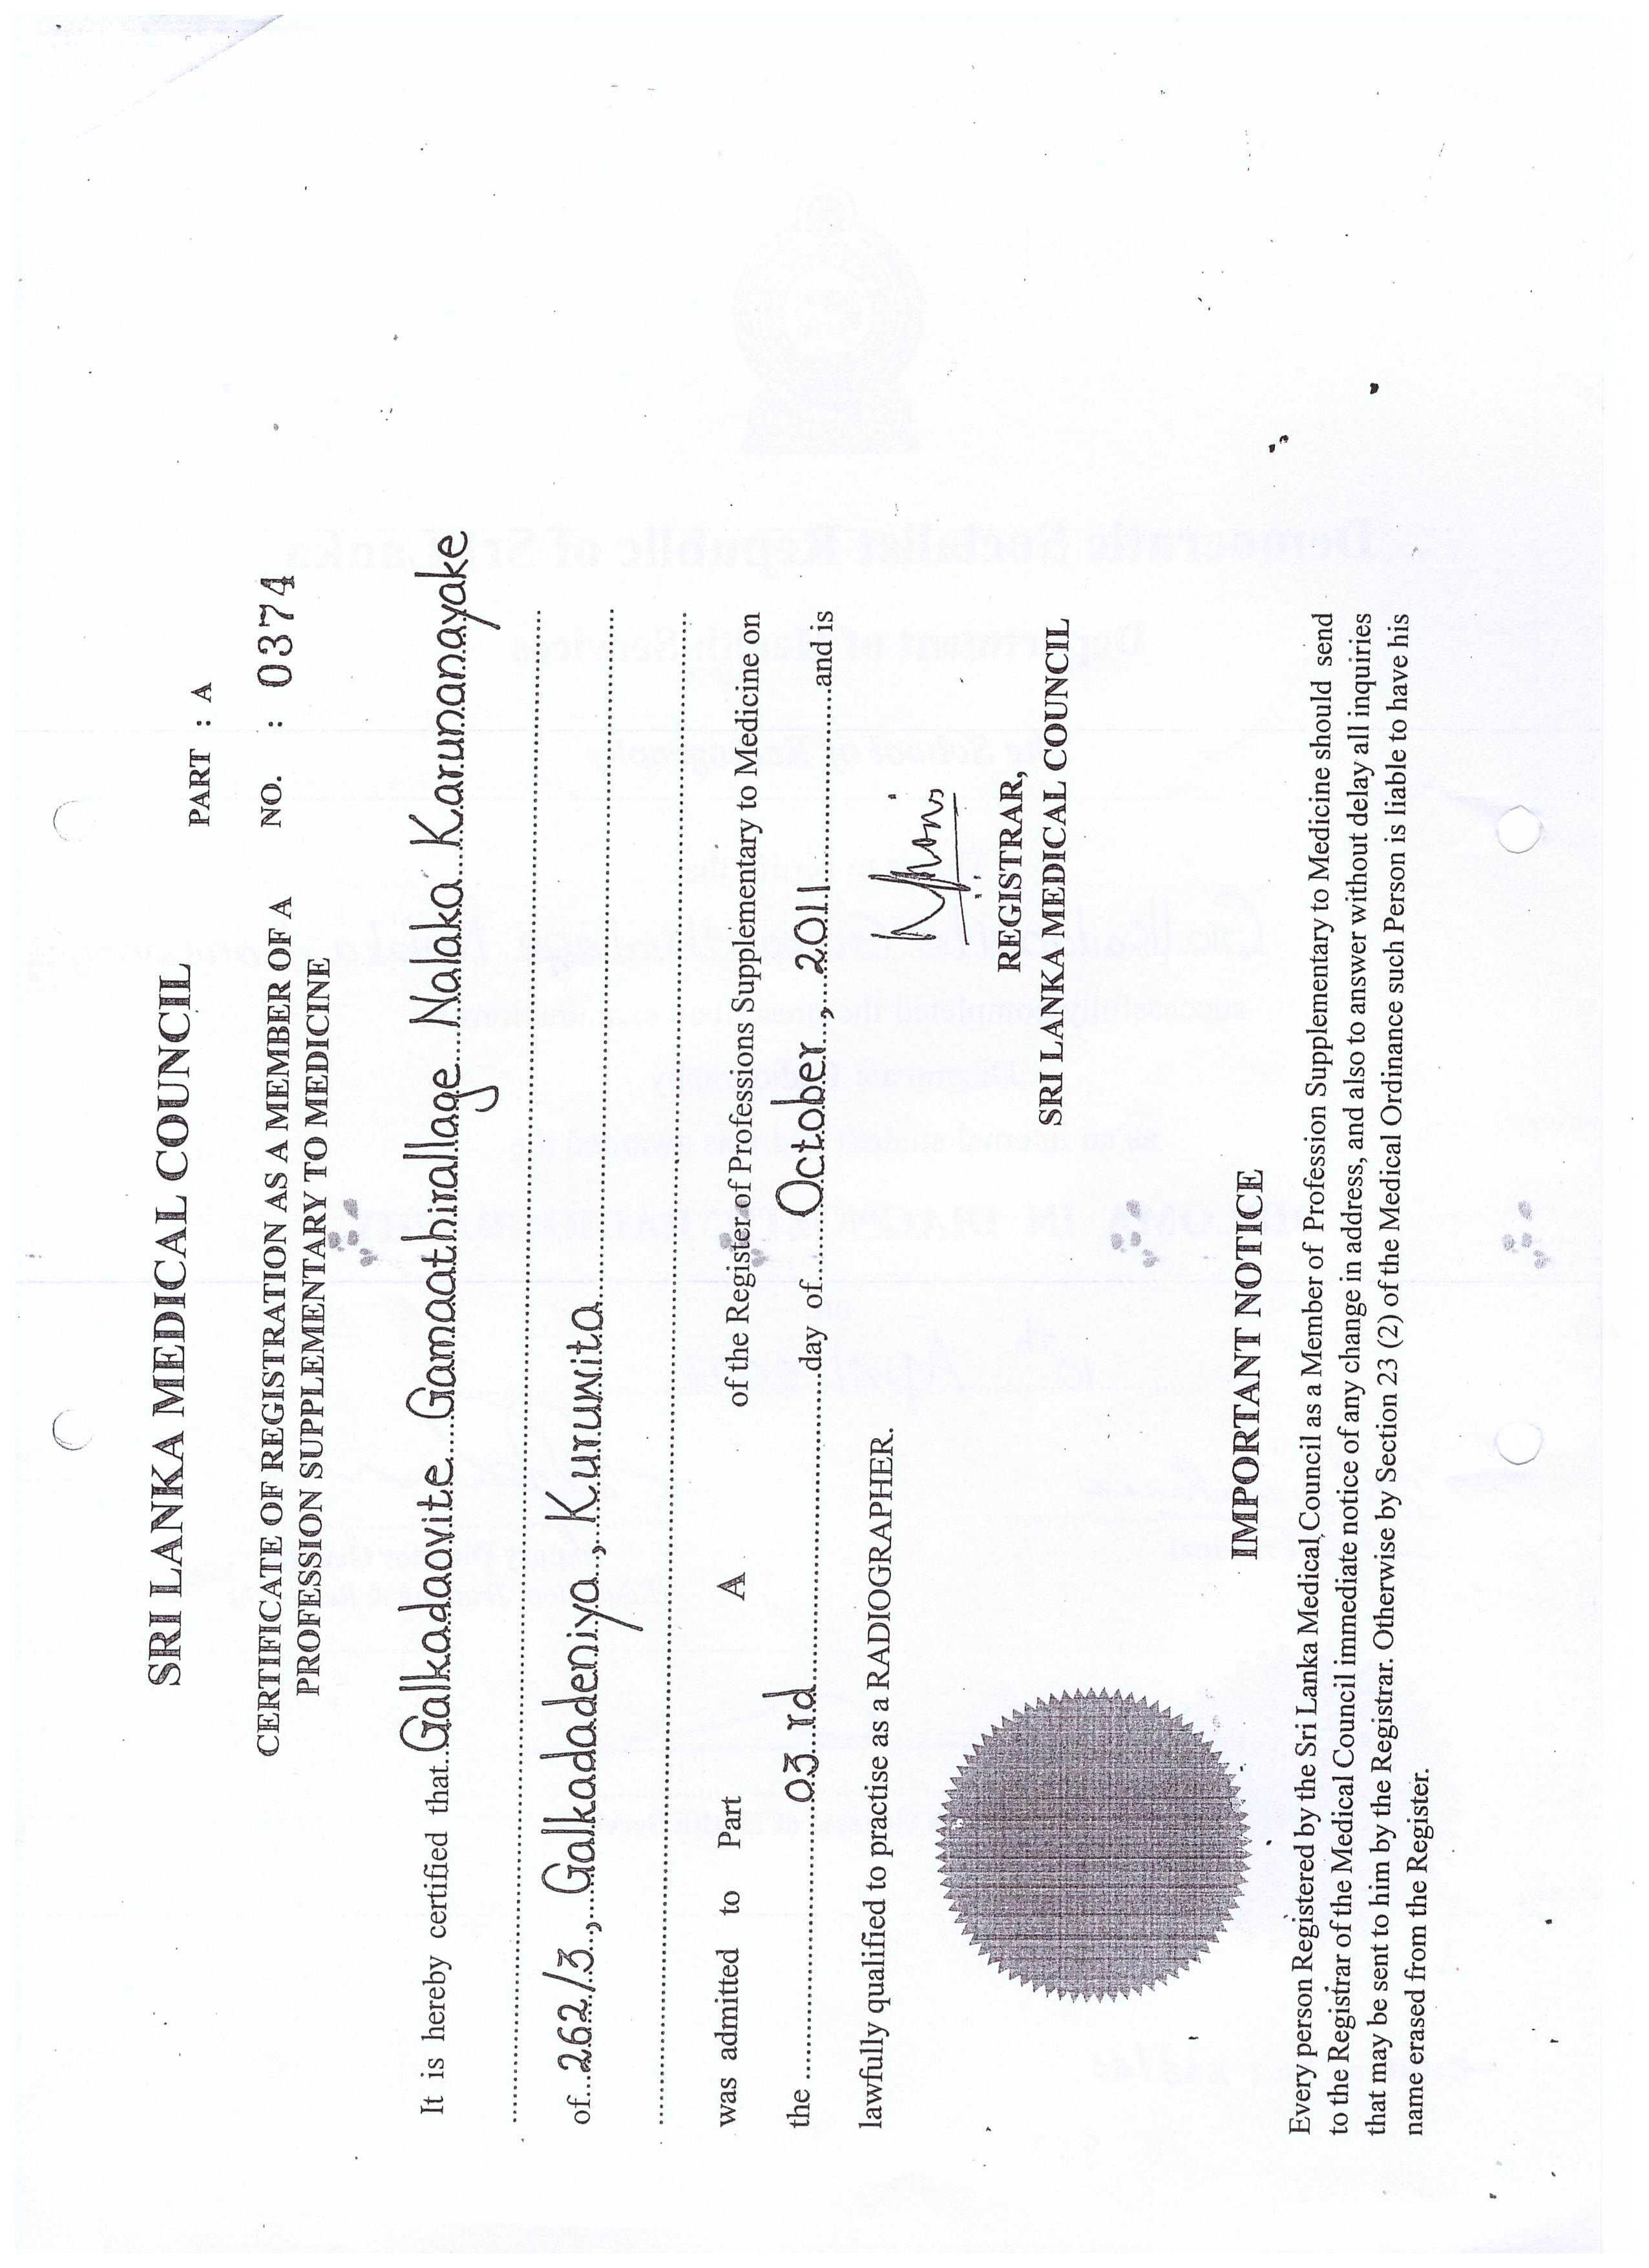 SRI LANKA MEDICAL COUNCIL
PART : A
CERTIFICATE OF REGISTRATION AS A MEMBER OF A NO. : 0374
PROFESSION SUPPLEMENTARY TO MEDICINE
It is hereby certified that Galkadaavite Gamaathirallage Nalaka Karunanayake
of 262/3, Galkadadeniya, Kuruwita
was admitted to Part A of the Register of Professions Supplementary to Medicine on
the 03 rd day of October, 2011 and is
lawfully qualified to practise as a RADIOGRAPHER.
REGISTRAR,
SRI LANKA MEDICAL COUNCIL
IMPORTANT NOTICE
Every person Registered by the Sri Lanka Medical Council as a Member of Profession Supplementary to Medicine should send
to the Registrar of the Medical Council immediate notice of any change in address, and also to answer without delay all inquiries
that may be sent to him by the Registrar. Otherwise by Section 23 (2) of the Medical Ordinance such Person is liable to have his
name erased from the Register.